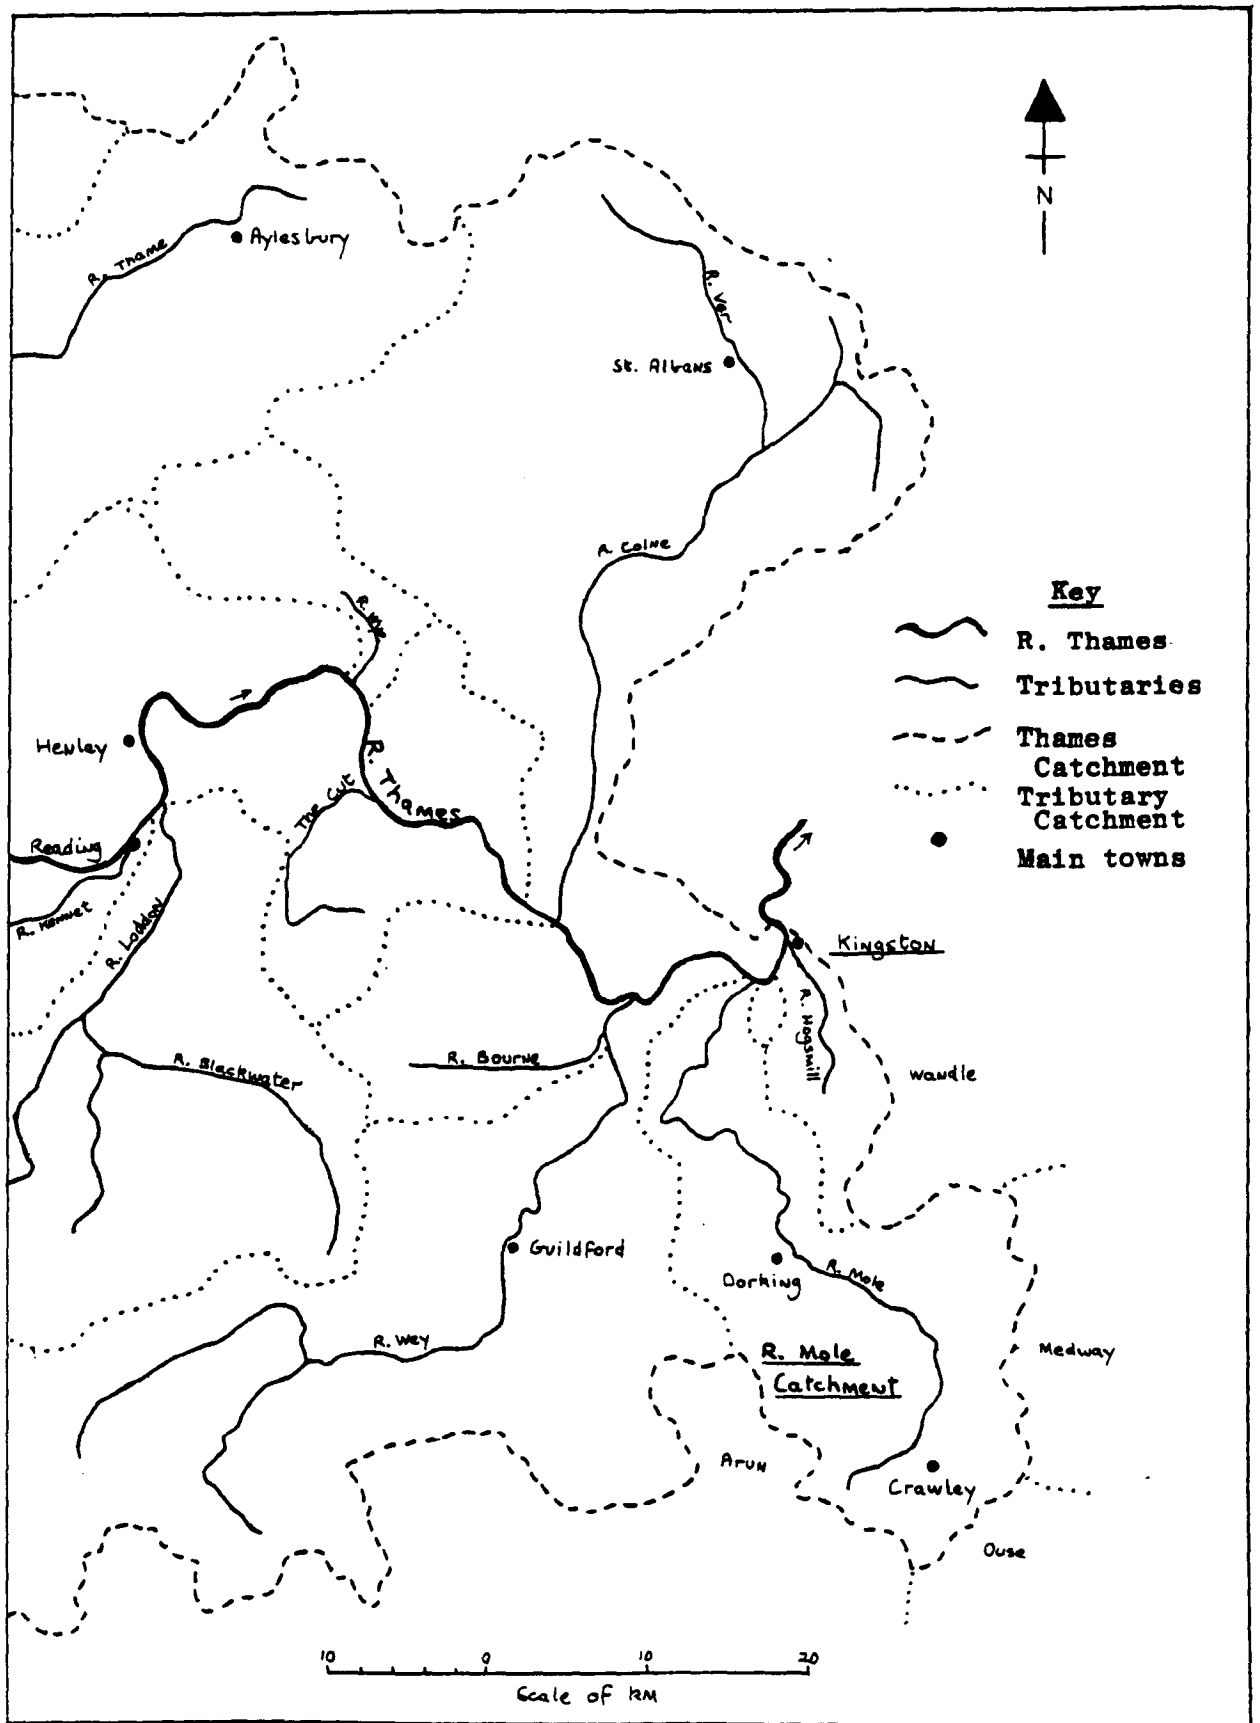 N
R. Thame
Aylesbury
R. Ver
St. Albans
R. Colne
Key
R. Thames
Tributaries
Thames
Catchment
Tributary
Catchment
Main towns
R. Wye
Henley
R. Thames
The Cut
Reading
R. Kennet
R. Loddon
Kingston
R. Hogsmill
R. Blackwater
R. Bourne
Wandle
Guildford
Dorking
R. Mole
R. Wey
R. Mole
Catchment
Medway
Arun
Crawley
Ouse
10 0 10 20
Scale of KM